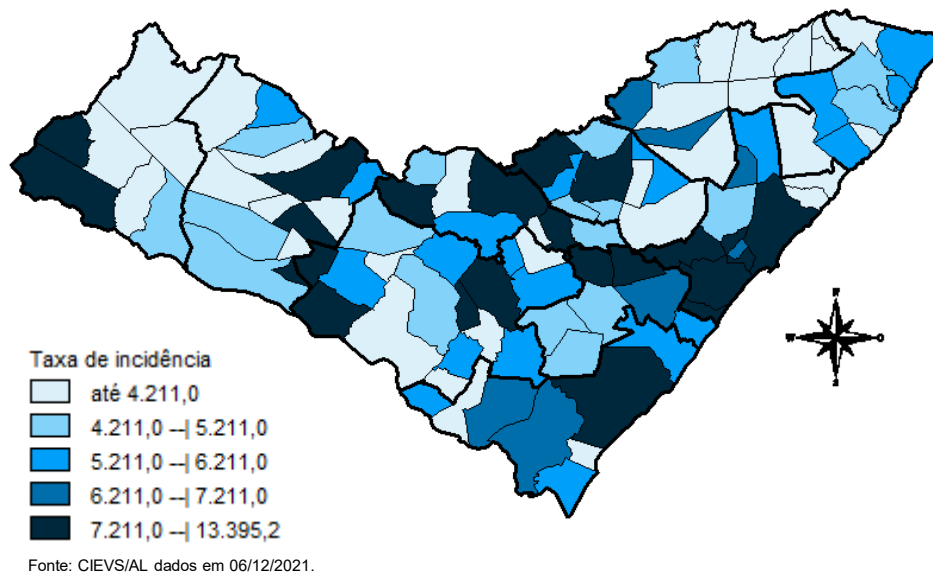 Taxa de incidência
até 4.211,0
4.211,0 --| 5.211,0
5.211,0 --| 6.211,0
6.211,0 --| 7.211,0
7.211,0 --| 13.395,2
Fonte: CIEVS/AL dados em 06/12/2021.